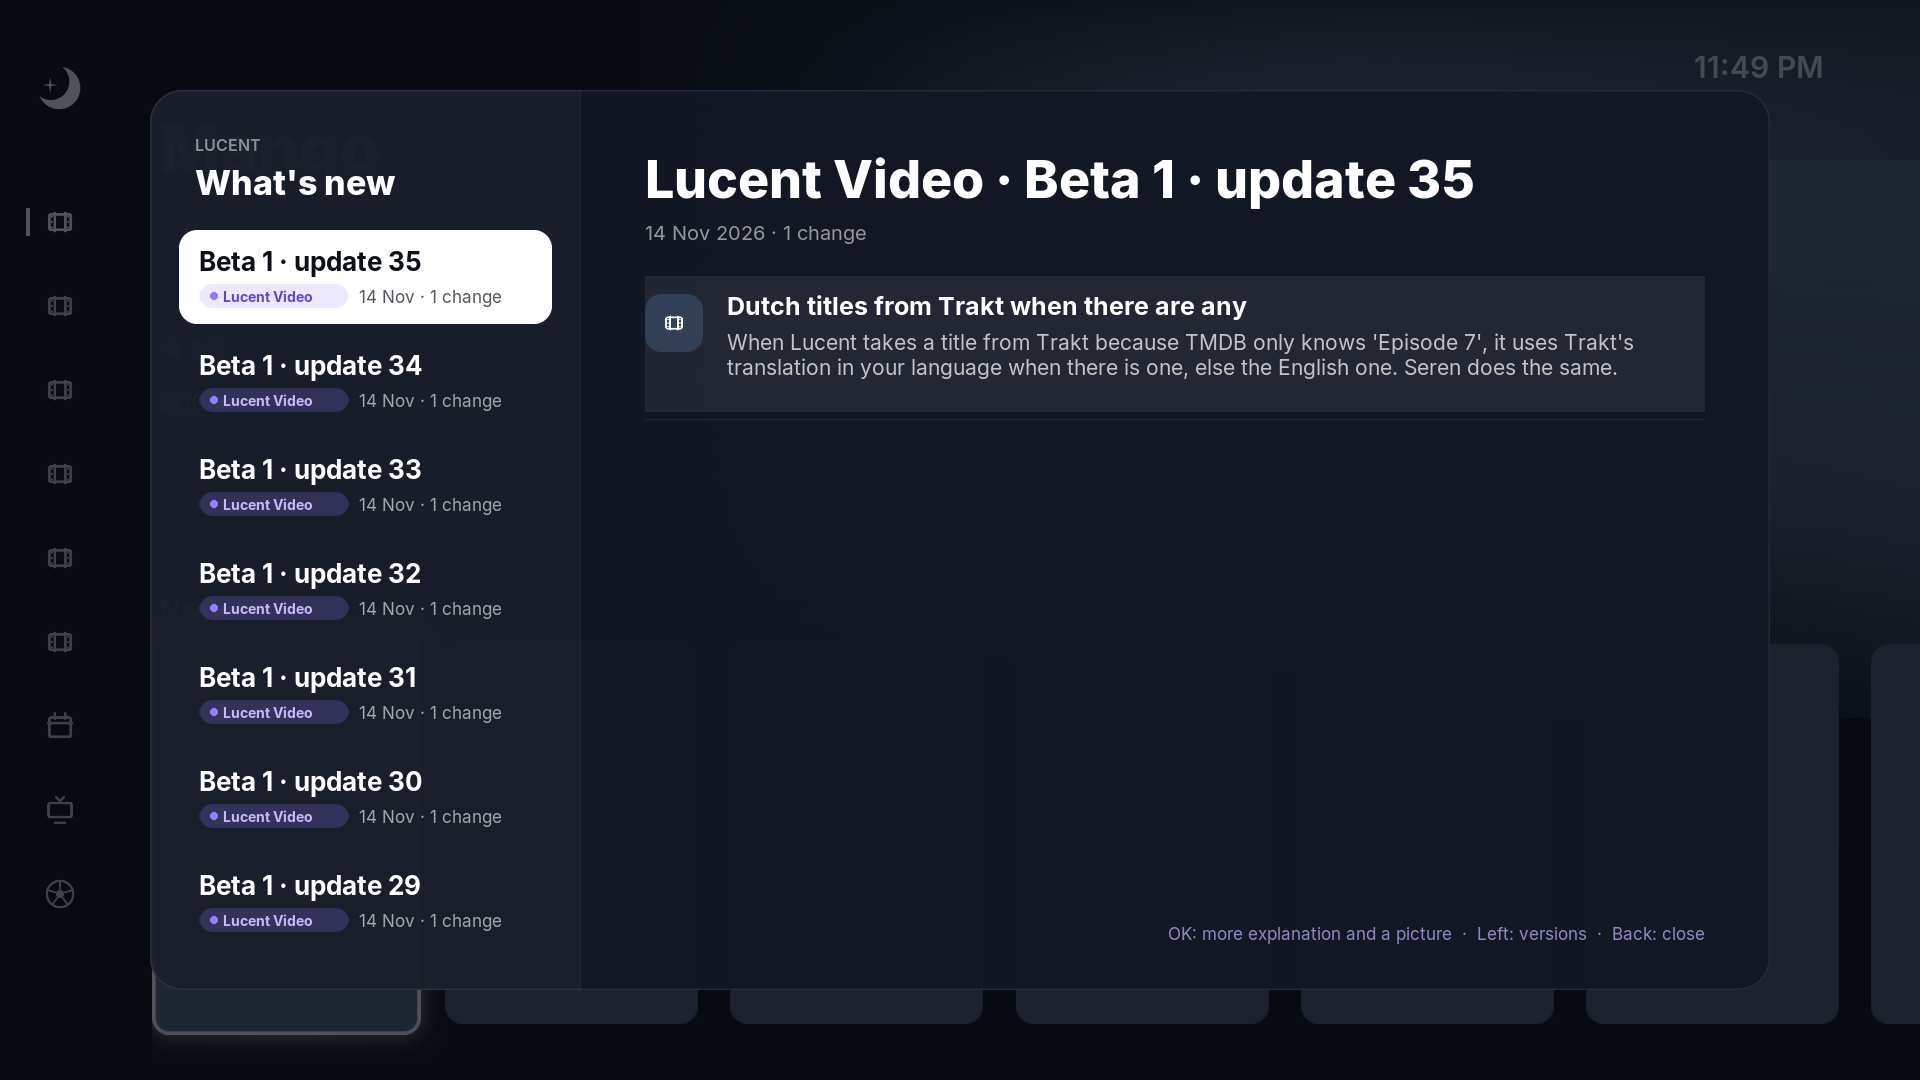 11:49 PM
Mango
LUCENT
What's new
Beta 1 · update 35
Lucent Video
14 Nov · 1 change
Beta 1 · update 34
Lucent Video
14 Nov · 1 change
Beta 1 · update 33
Lucent Video
14 Nov · 1 change
Beta 1 · update 32
Lucent Video
14 Nov · 1 change
Beta 1 · update 31
Lucent Video
14 Nov · 1 change
Beta 1 · update 30
Lucent Video
14 Nov · 1 change
Beta 1 · update 29
Lucent Video
14 Nov · 1 change
Lucent Video · Beta 1 · update 35
14 Nov 2026 · 1 change
Dutch titles from Trakt when there are any
When Lucent takes a title from Trakt because TMDB only knows 'Episode 7', it uses Trakt's
translation in your language when there is one, else the English one. Seren does the same.
OK: more explanation and a picture · Left: versions · Back: close